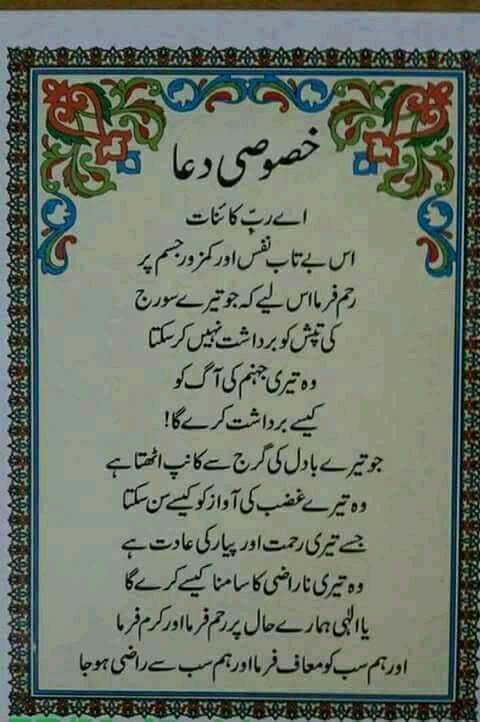 خصوصی دعا
اے ربّ کائنات
اس بے تاب نفس اور کمزور جسم پر
رحم فرما اس لیے کہ جو تیرے سورج
کی تپش کو برداشت نہیں کر سکتا
وہ تیری جہنم کی آگ کو
کیسے برداشت کرے گا!
جو تیرے بادل کی گرج سے کانپ اٹھتا ہے
وہ تیرے غضب کی آواز کو کیسے سن سکتا
جسے تیری رحمت اور پیار کی عادت ہے
وہ تیری ناراضی کا سامنا کیسے کرے گا
یا الٰہی ہمارے حال پر رحم فرما اور کرم فرما
اور ہم سب کو معاف فرما اور ہم سب سے راضی ہو جا